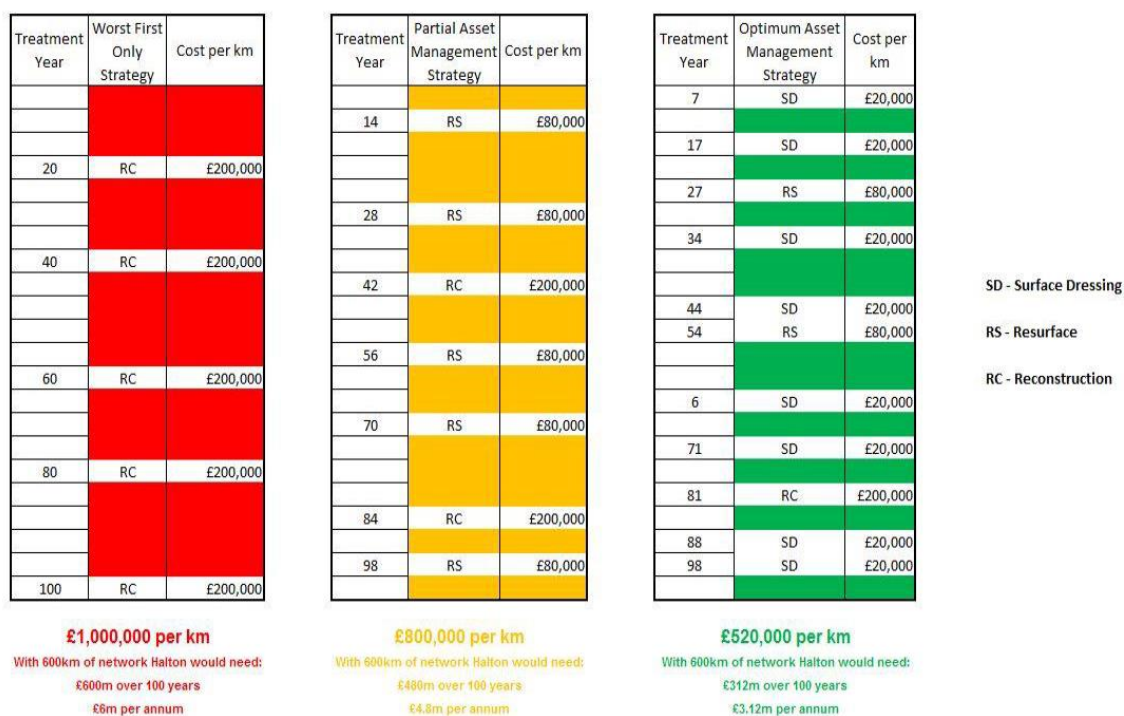 Treatment Year Worst First Only Strategy Cost per km
20 RC £200,000
40 RC £200,000
60 RC £200,000
80 RC £200,000
100 RC £200,000
£1,000,000 per km
With 600km of network Halton would need:
£600m over 100 years
£6m per annum
Treatment Year Partial Asset Management Strategy Cost per km
14 RS £80,000
28 RS £80,000
42 RC £200,000
56 RS £80,000
70 RS £80,000
84 RC £200,000
98 RS £80,000
£800,000 per km
With 600km of network Halton would need:
£480m over 100 years
£4.8m per annum
Treatment Year Optimum Asset Management Strategy Cost per km
7 SD £20,000
17 SD £20,000
27 RS £80,000
34 SD £20,000
44 SD £20,000
54 RS £80,000
6 SD £20,000
71 SD £20,000
81 RC £200,000
88 SD £20,000
98 SD £20,000
£520,000 per km
With 600km of network Halton would need:
£312m over 100 years
£3.12m per annum
SD - Surface Dressing
RS - Resurface
RC - Reconstruction